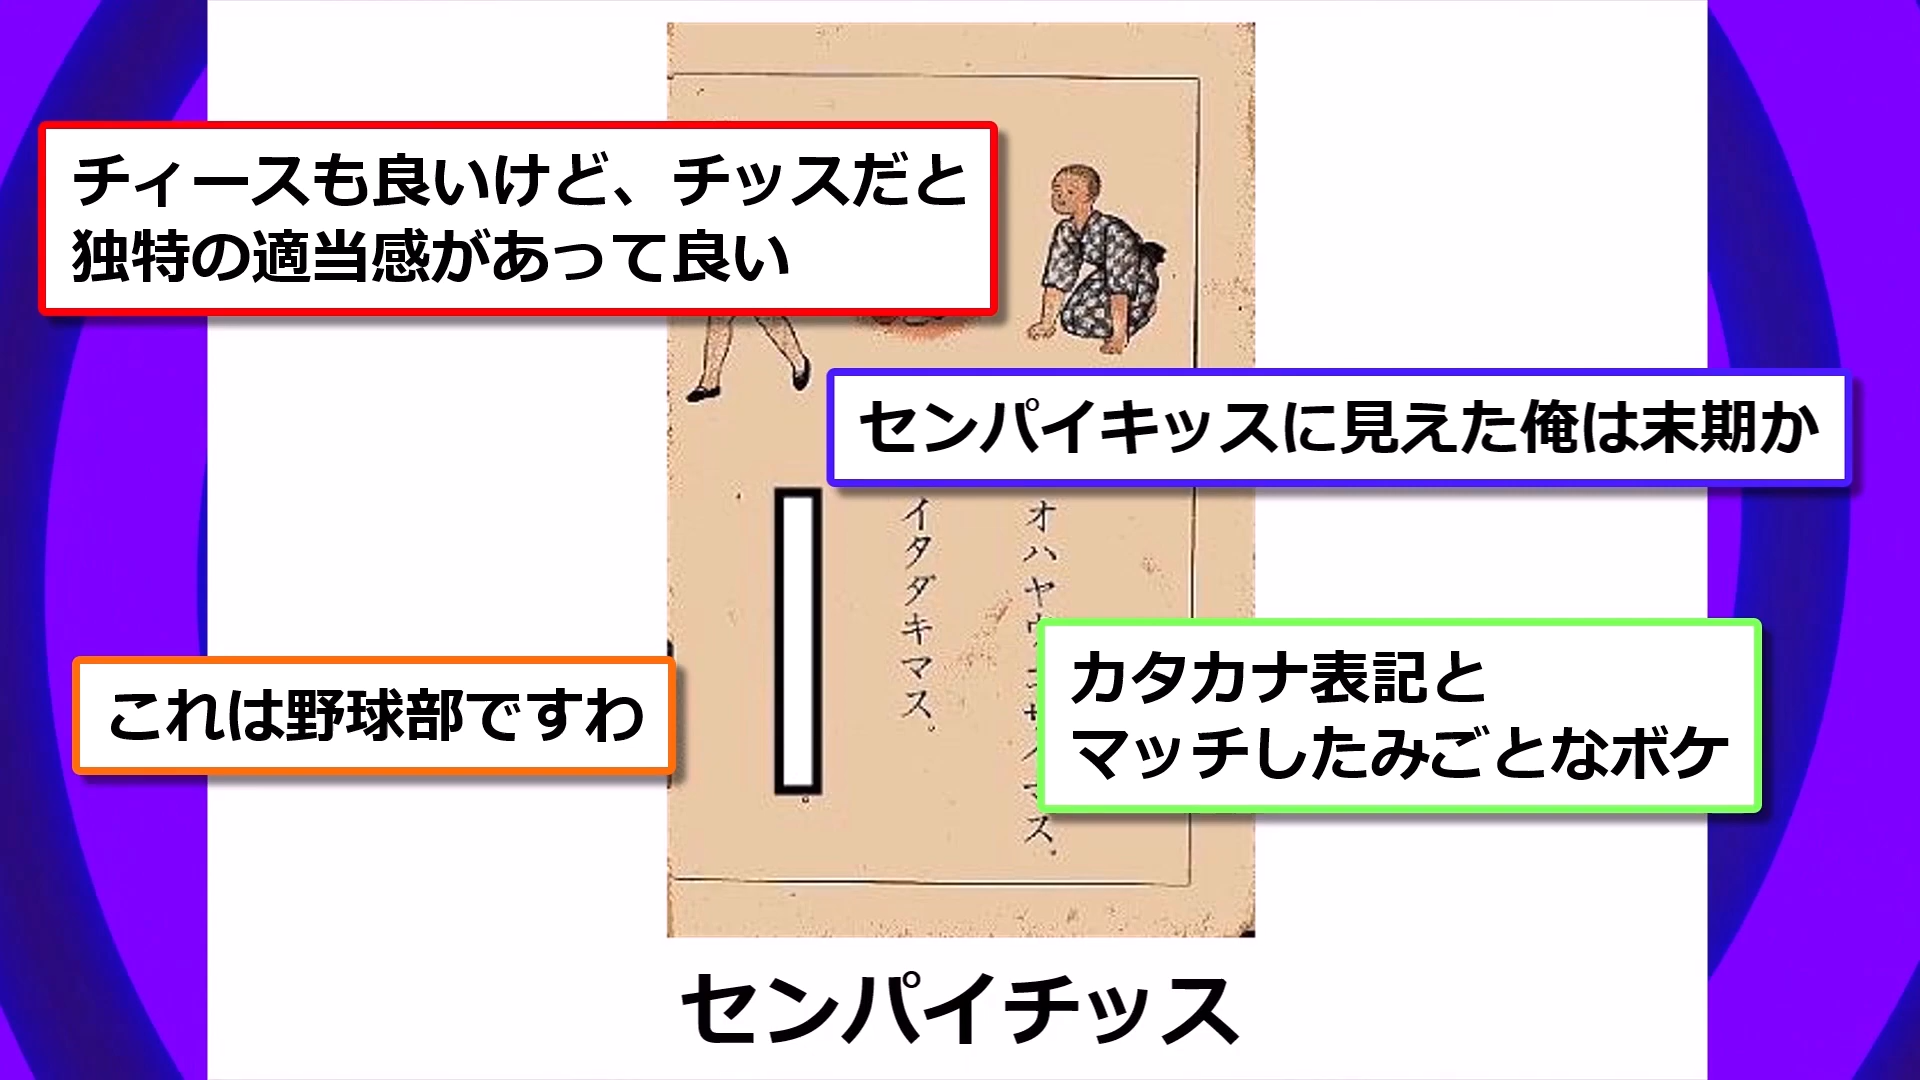 チィースも良いけど、チッスだと
独特の適当感があって良い
センパイキッスに見えた俺は末期か
オハヤウ
マス。
イタダキマス。
。
これは野球部ですわ
カタカナ表記と
マッチしたみごとなボケ
センパイチッス